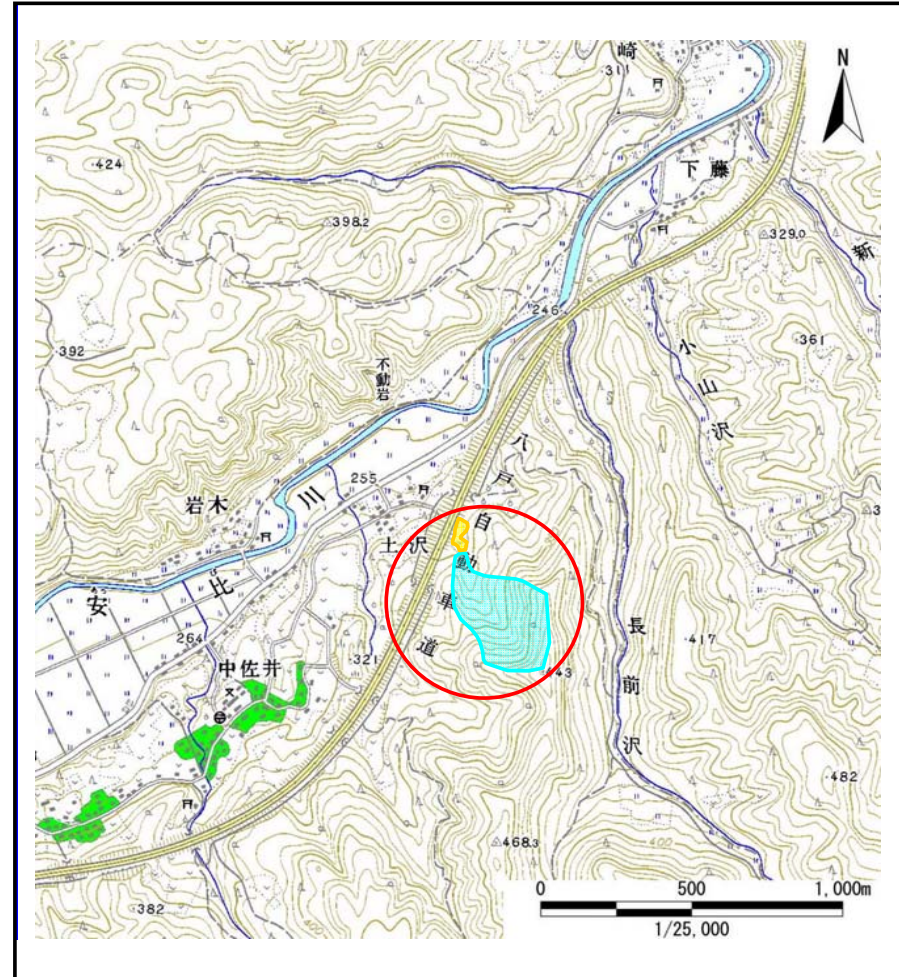 崎
・311
N
・424
下藤
398.2
329.0
新
246
・392
・361
小山沢
不動岩
八戸自動車道
255
岩木
安比川
土沢
264
・321
中佐井
長前沢
・417
・482
468.3
400
・382
0 500 1,000m
1/25,000